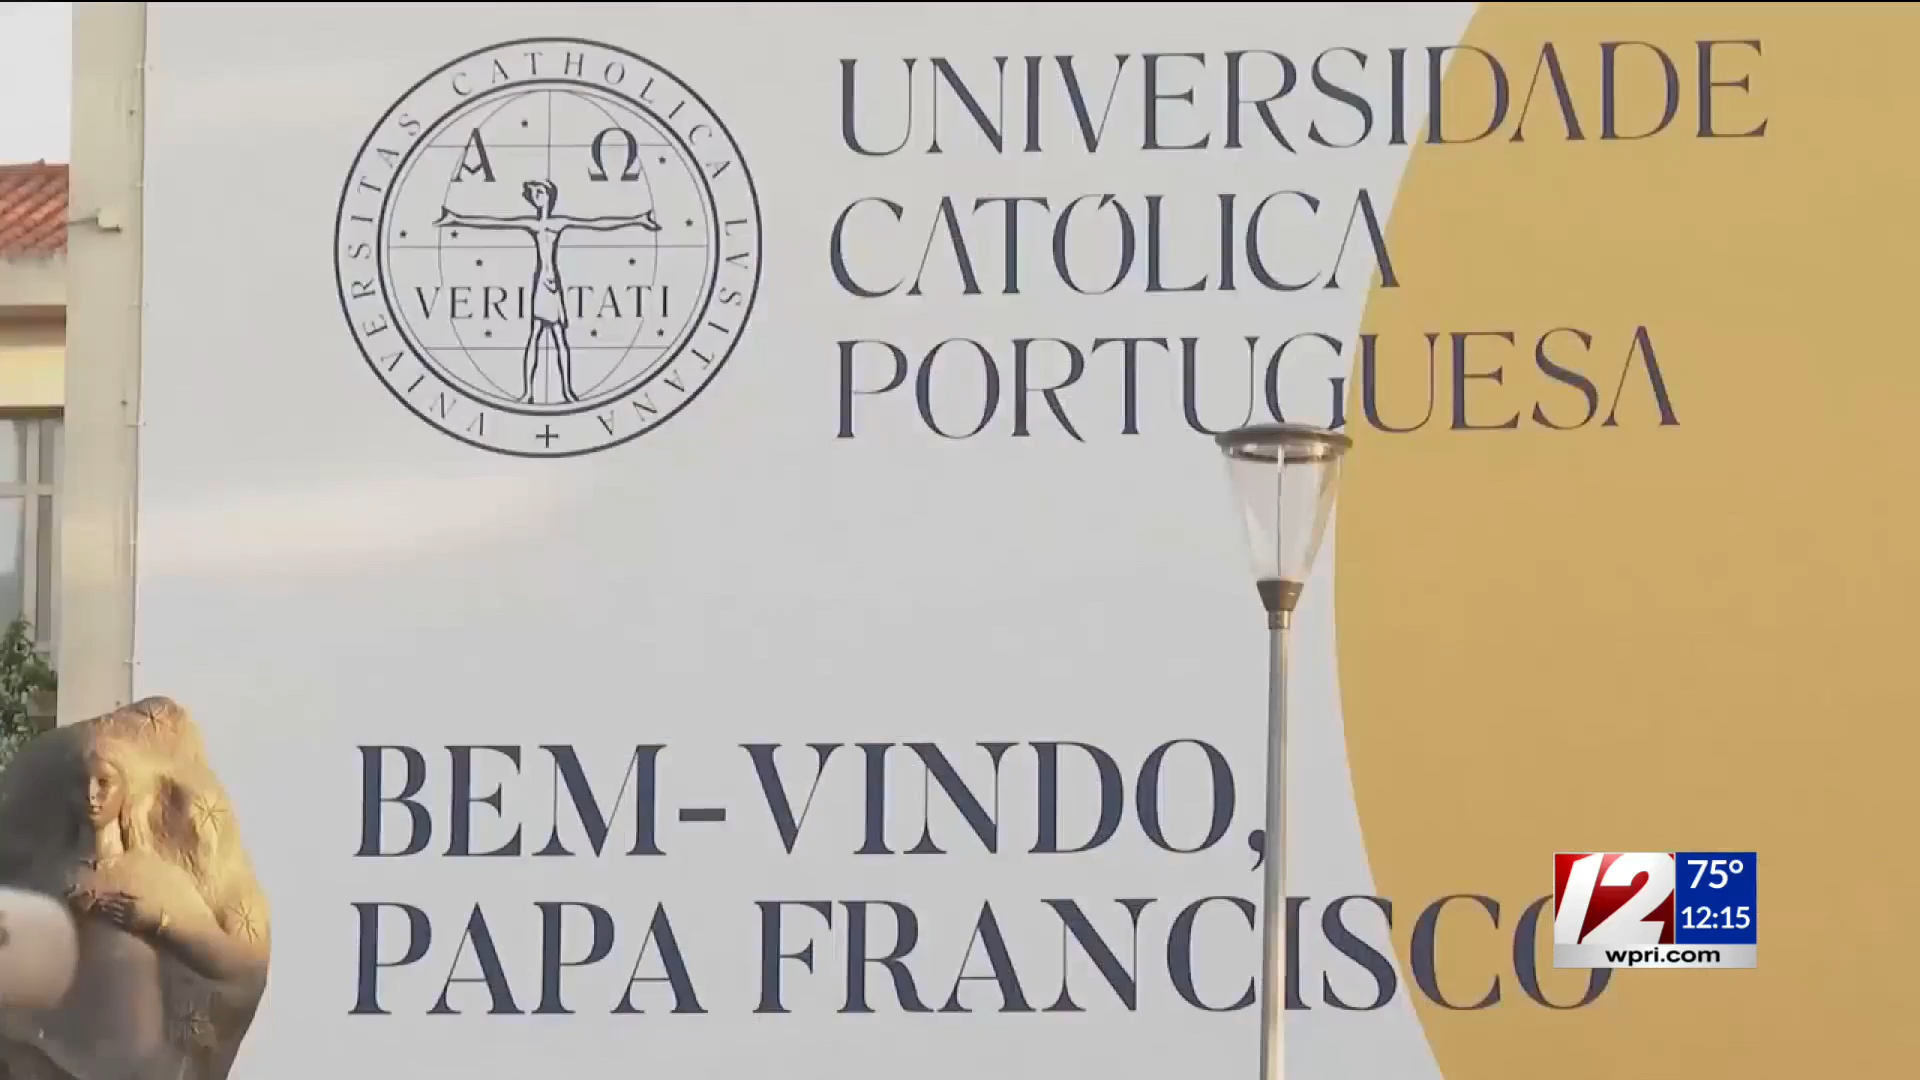 VNIVERSITAS CATHOLICA LVSITANA +
Α Ω
VERITATI
UNIVERSIDADE
CATÓLICA
PORTUGUESA
BEM-VINDO,
PAPA FRANCISCO
12
75°
12:15
wpri.com